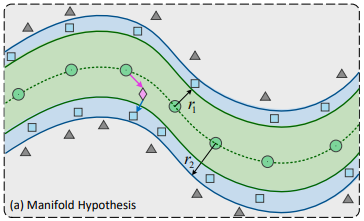 r₁
r₂
(a) Manifold Hypothesis